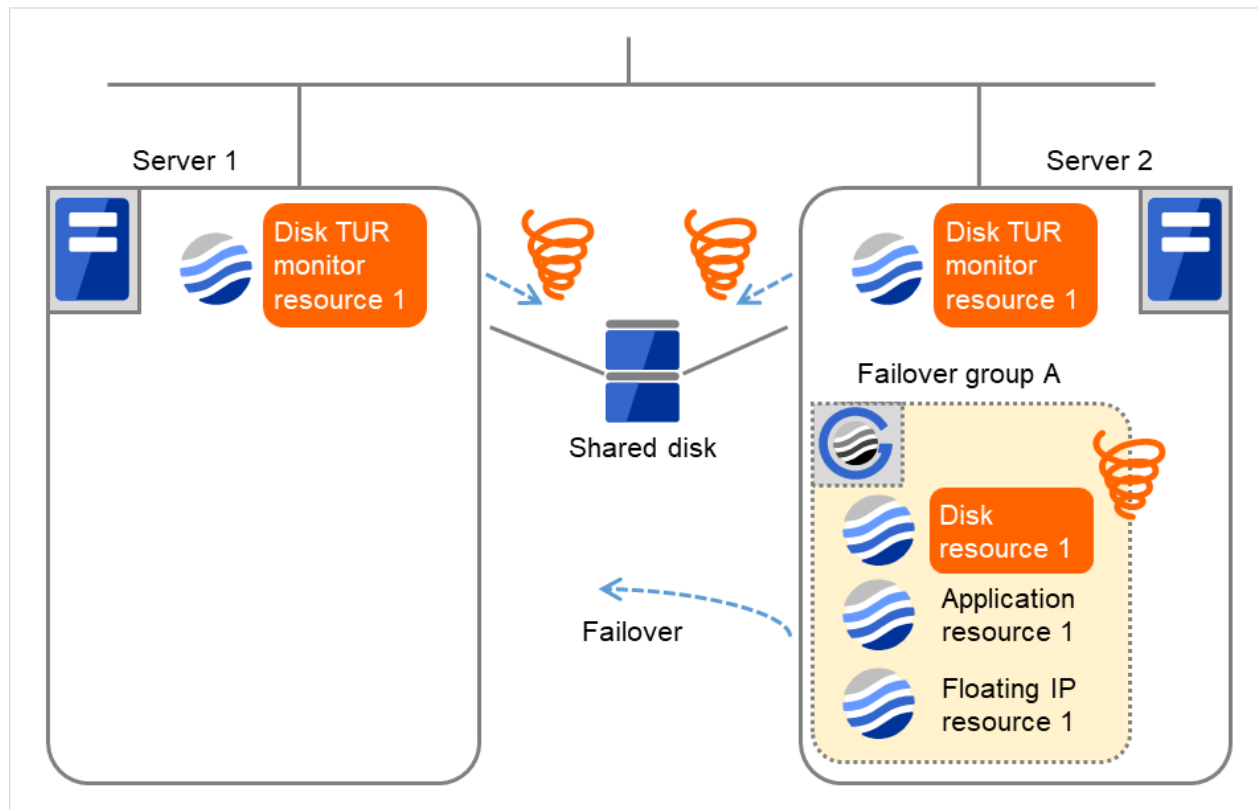 Server 1
Server 2
Disk TUR
monitor
resource 1
Disk TUR
monitor
resource 1
Shared disk
Failover group A
Disk
resource 1
Application
resource 1
Failover
Floating IP
resource 1